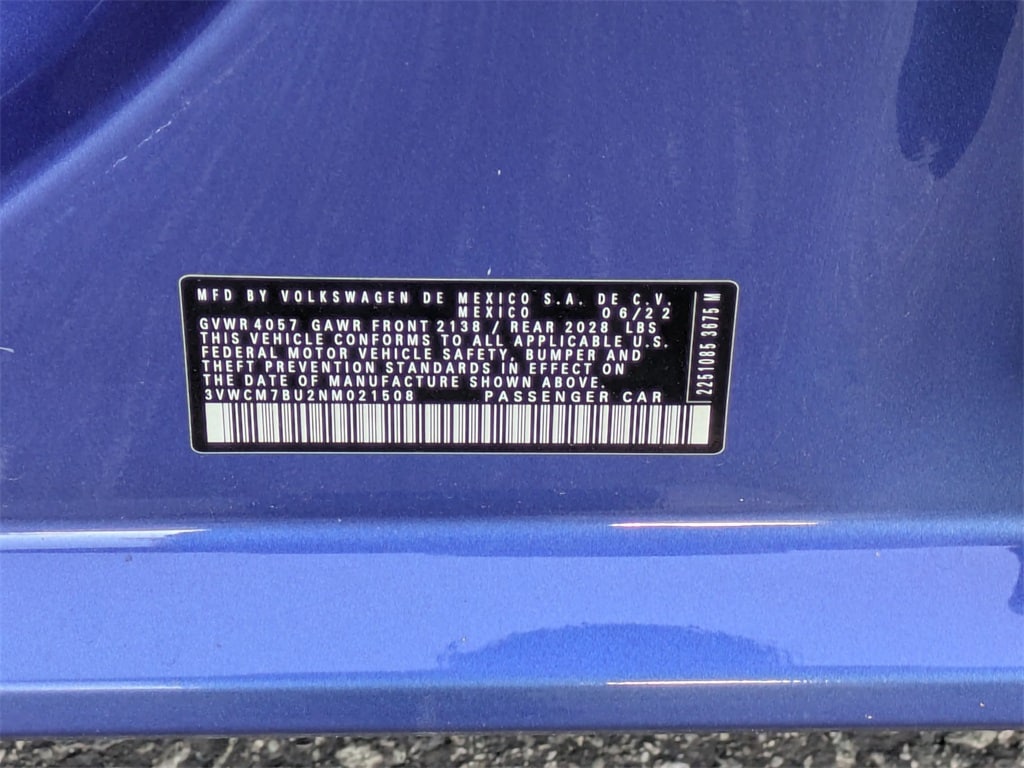 MFD BY VOLKSWAGEN DE MEXICO S.A. DE C.V.
MEXICO 06/22
GVWR 4057 GAWR FRONT 2138 / REAR 2028 LBS
THIS VEHICLE CONFORMS TO ALL APPLICABLE U.S.
FEDERAL MOTOR VEHICLE SAFETY, BUMPER AND
THEFT PREVENTION STANDARDS IN EFFECT ON
THE DATE OF MANUFACTURE SHOWN ABOVE.
3VWCM7BU2NM021508 PASSENGER CAR
2251085 3675 M